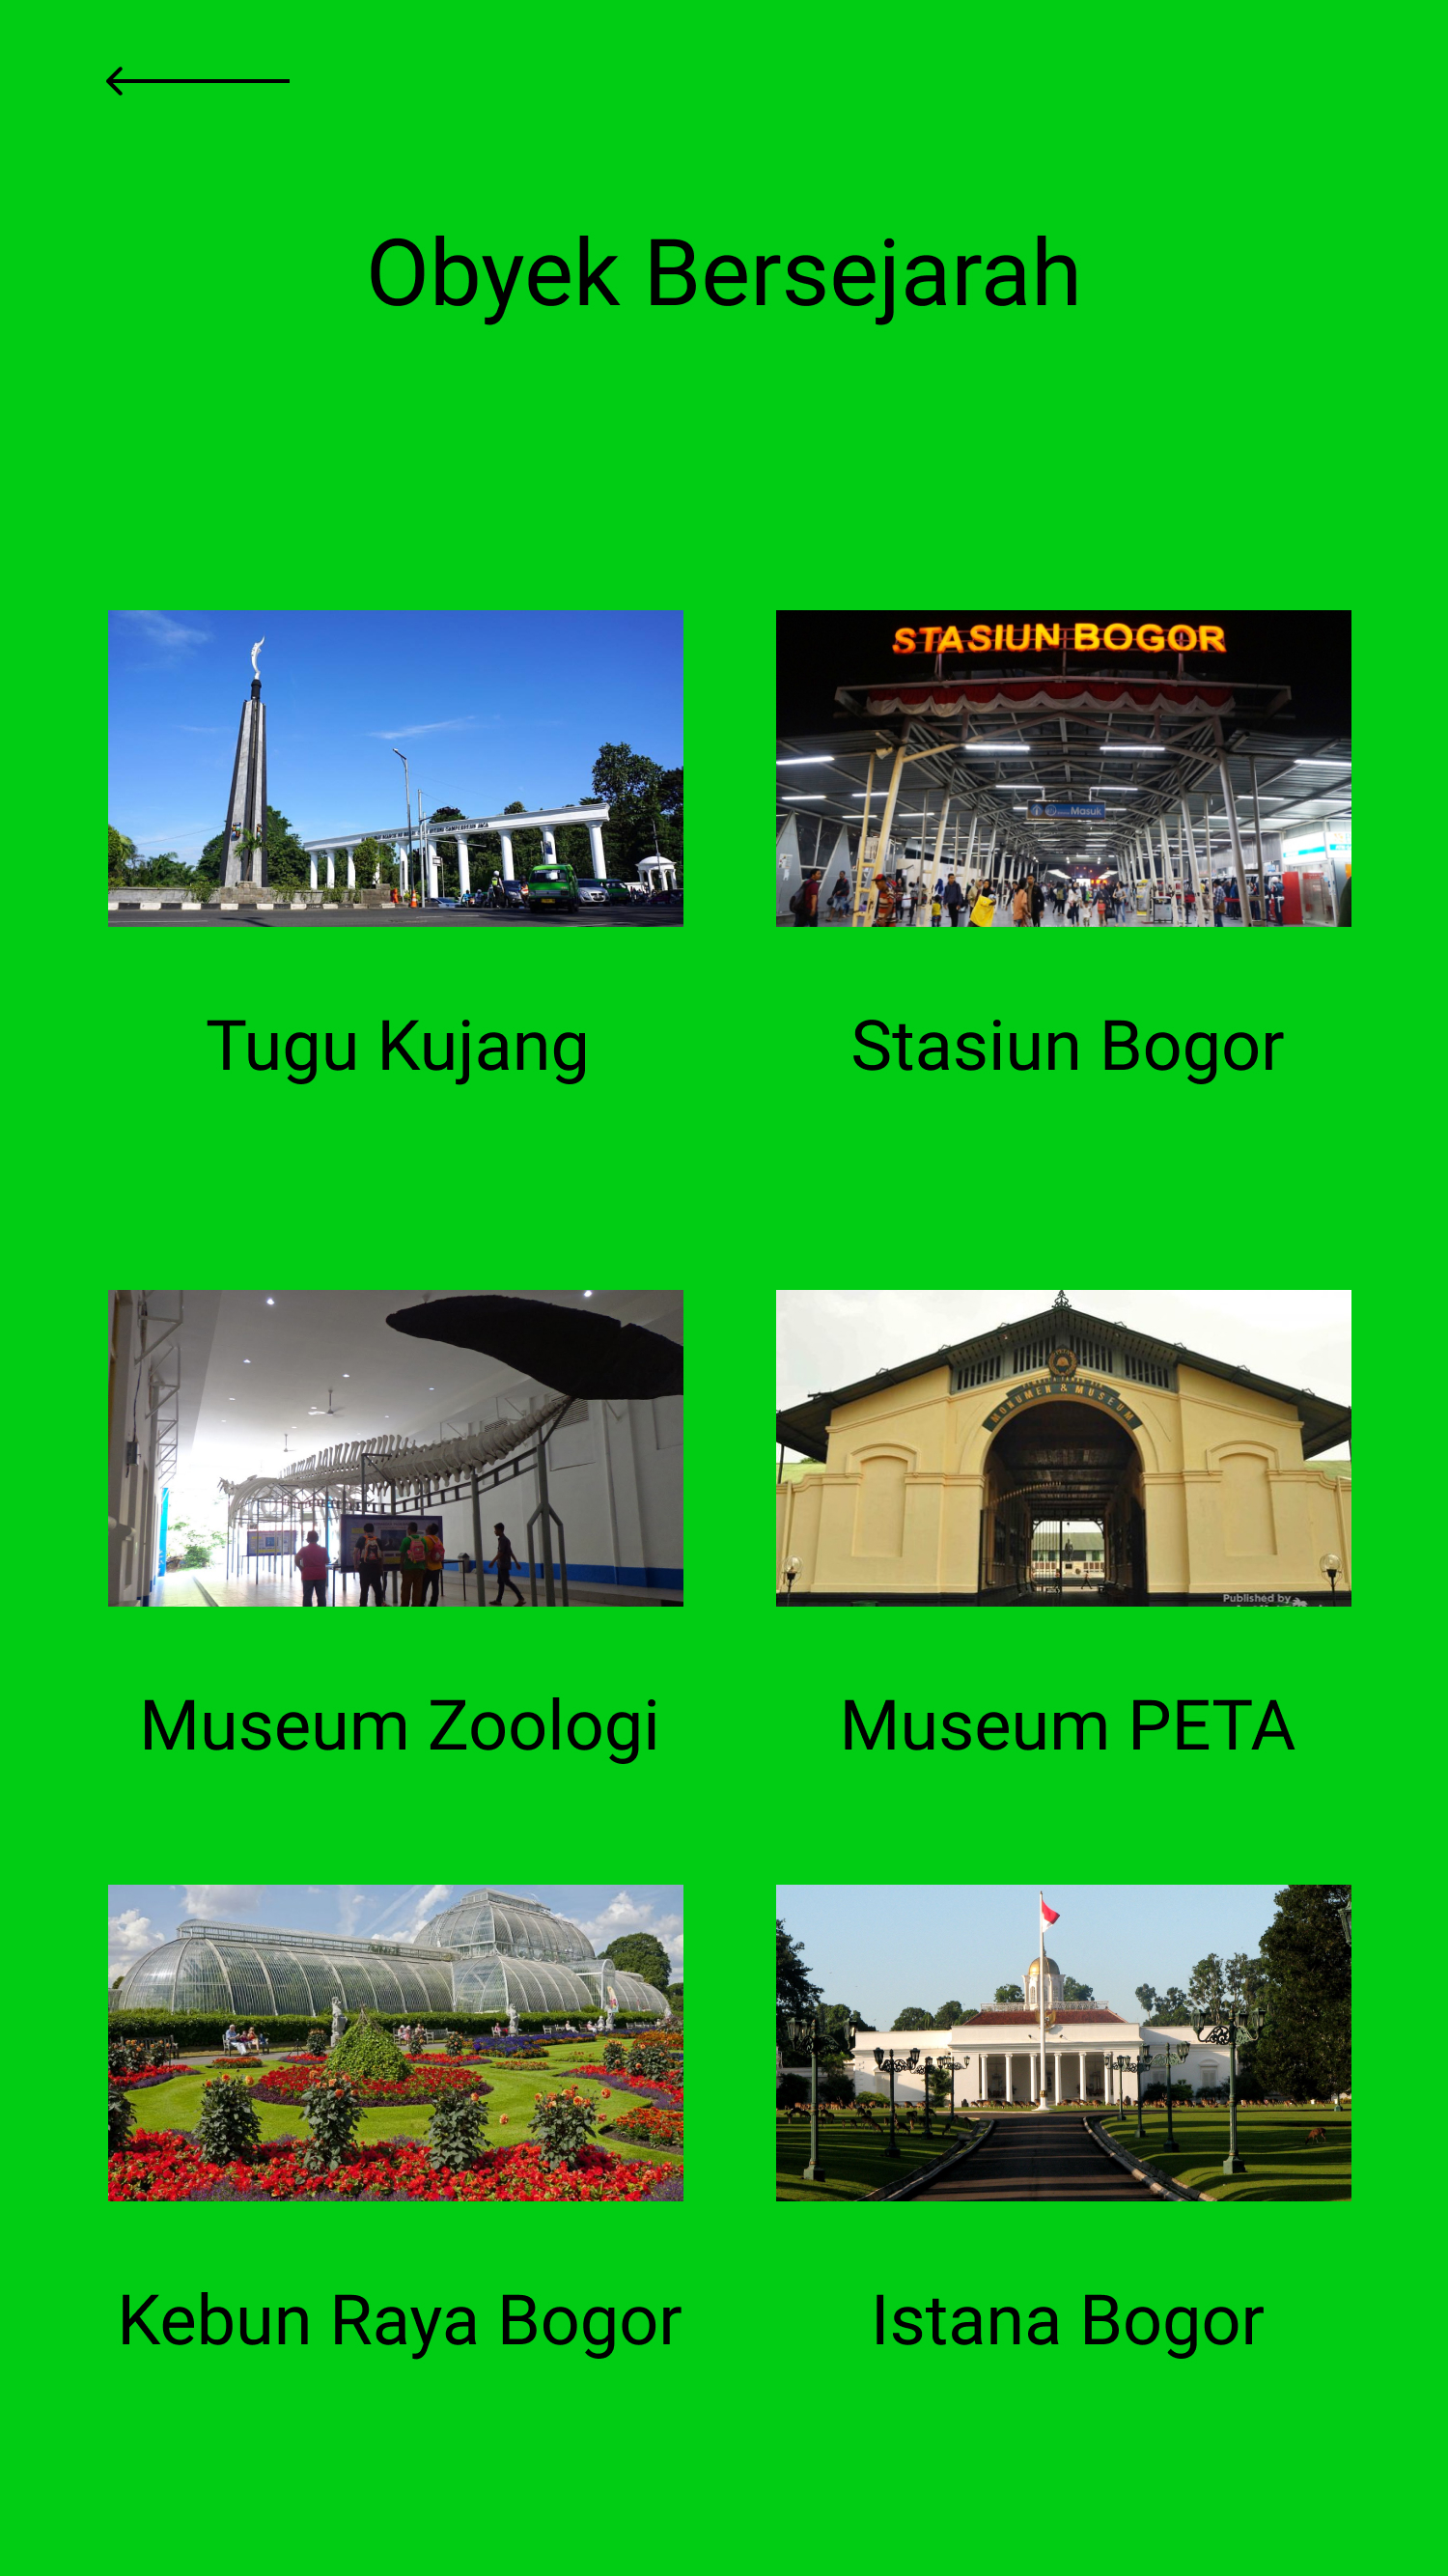 Obyek Bersejarah
STASIUN BOGOR
Masuk
Tugu Kujang
Stasiun Bogor
MONUMEN & MUSEUM
Published by
Museum Zoologi
Museum PETA
Kebun Raya Bogor
Istana Bogor